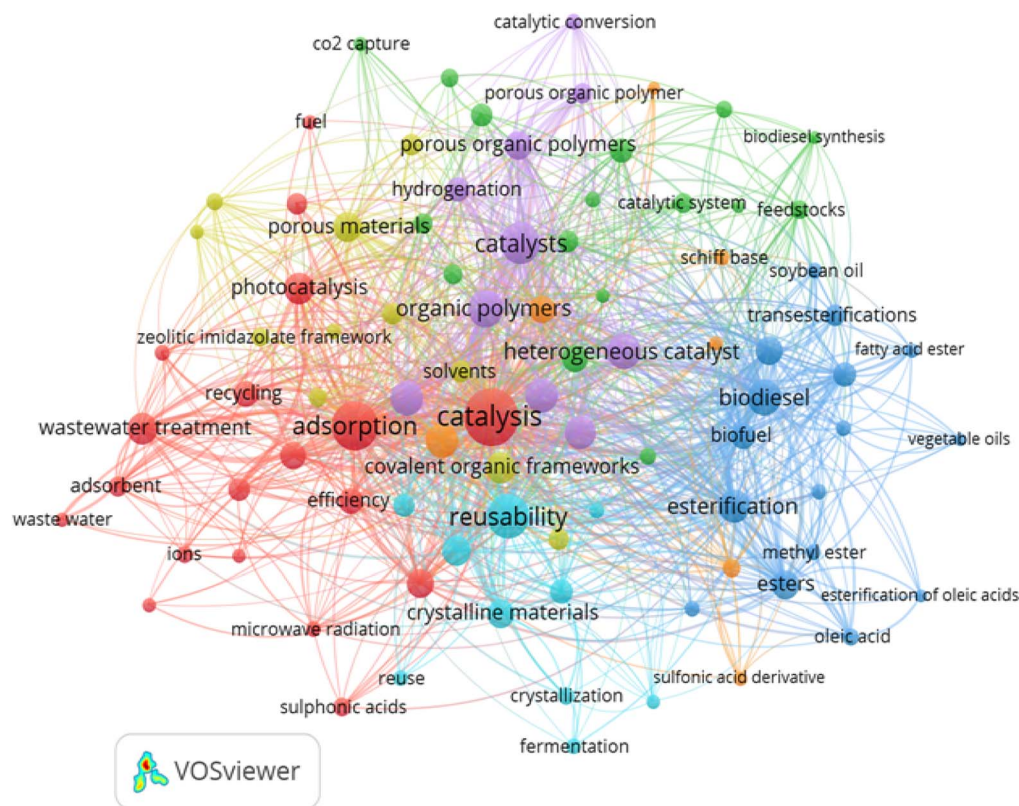 catalytic conversion
co2 capture
porous organic polymer
fuel
biodiesel synthesis
porous organic polymers
hydrogenation
catalytic system
feedstocks
porous materials
catalysts
schiff base
soybean oil
photocatalysis
organic polymers
transesterifications
zeolitic imidazolate framework
heterogeneous catalyst
fatty acid ester
solvents
recycling
biodiesel
catalysis
adsorption
wastewater treatment
biofuel
vegetable oils
covalent organic frameworks
adsorbent
efficiency
esterification
waste water
reusability
ions
methyl ester
esters
esterification of oleic acids
crystalline materials
microwave radiation
oleic acid
reuse
sulfonic acid derivative
crystallization
sulphonic acids
fermentation
VOSviewer